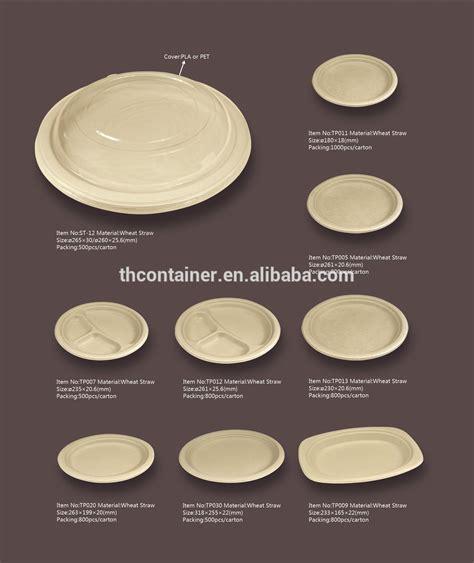 Cover:PLA or PET
Item No:TP011 Material:Wheat Straw
Size:ø180×18(mm)
Packing:1000pcs/carton
Item No:ST-12 Material:Wheat Straw
Size:ø265×30/ø260×25.6(mm)
Packing:500pcs/carton
Item No:TP005 Material:Wheat Straw
Size:ø261×20.6(mm)
Packing:800pcs/carton
thcontainer.en.alibaba.com
Item No:TP007 Material:Wheat Straw
Size:ø235×20.6(mm)
Packing:500pcs/carton
Item No:TP012 Material:Wheat Straw
Size:ø261×25.6(mm)
Packing:800pcs/carton
Item No:TP013 Material:Wheat Straw
Size:ø230×20.6(mm)
Packing:800pcs/carton
Item No:TP020 Material:Wheat Straw
Size:263×199×20(mm)
Packing:800pcs/carton
Item No:TP030 Material:Wheat Straw
Size:318×255×22(mm)
Packing:500pcs/carton
Item No:TP009 Material:Wheat Straw
Size:233×165×22(mm)
Packing:800pcs/carton